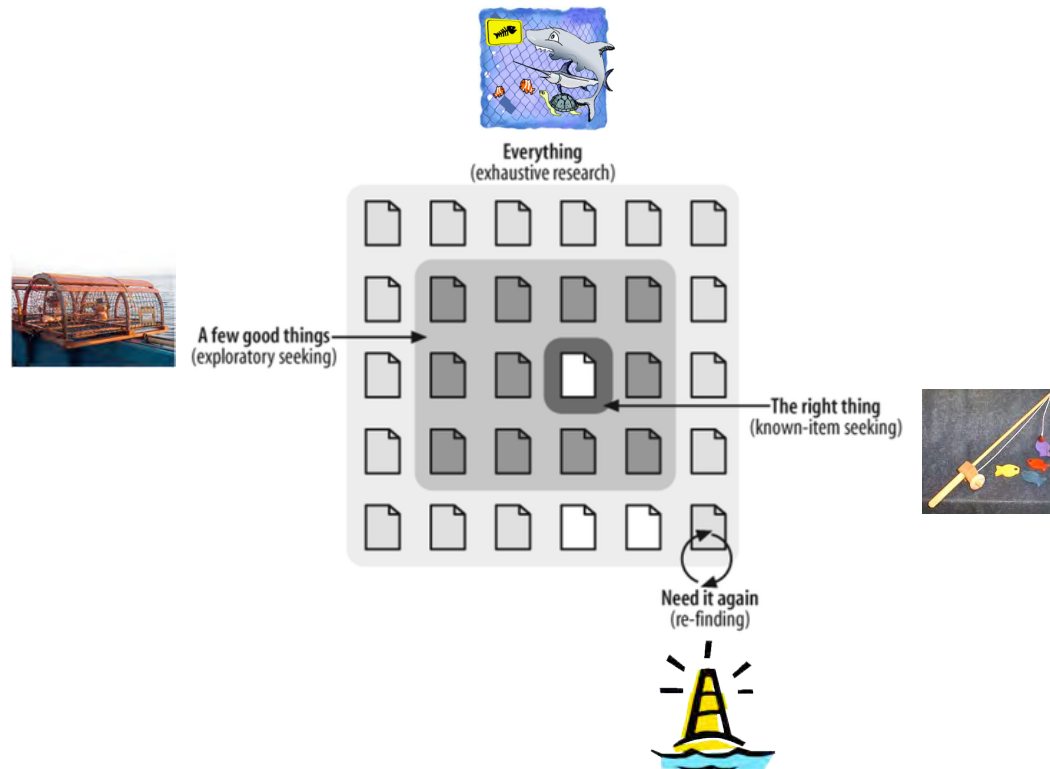 Everything
(exhaustive research)
A few good things
(exploratory seeking)
The right thing
(known-item seeking)
Need it again
(re-finding)